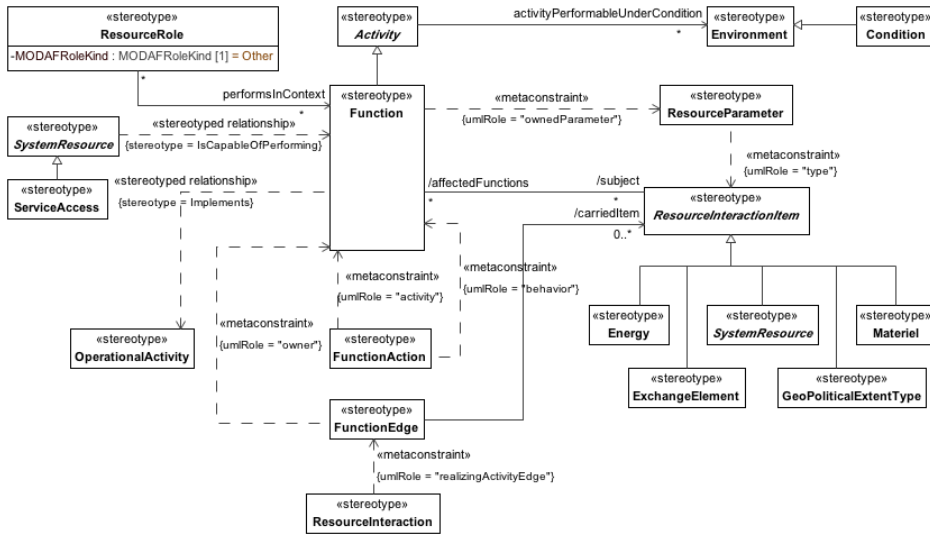 «stereotype»
ResourceRole
-MODAFRoleKind : MODAFRoleKind [1] = Other
«stereotype»
Activity
activityPerformableUnderCondition
*
«stereotype»
Environment
«stereotype»
Condition
*
performsInContext
*
«stereotype»
Function
«metaconstraint»
{umlRole = "ownedParameter"}
«stereotype»
ResourceParameter
«stereotype»
SystemResource
«stereotyped relationship»
{stereotype = IsCapableOfPerforming}
«metaconstraint»
{umlRole = "type"}
«stereotype»
ServiceAccess
«stereotyped relationship»
{stereotype = Implements}
/affectedFunctions
*
/subject
*
/carriedItem
0..*
«stereotype»
ResourceInteractionItem
«metaconstraint»
{umlRole = "activity"}
«metaconstraint»
{umlRole = "behavior"}
«metaconstraint»
{umlRole = "owner"}
«stereotype»
Energy
«stereotype»
SystemResource
«stereotype»
Materiel
«stereotype»
OperationalActivity
«stereotype»
FunctionAction
«stereotype»
ExchangeElement
«stereotype»
GeoPoliticalExtentType
«stereotype»
FunctionEdge
«metaconstraint»
{umlRole = "realizingActivityEdge"}
«stereotype»
ResourceInteraction